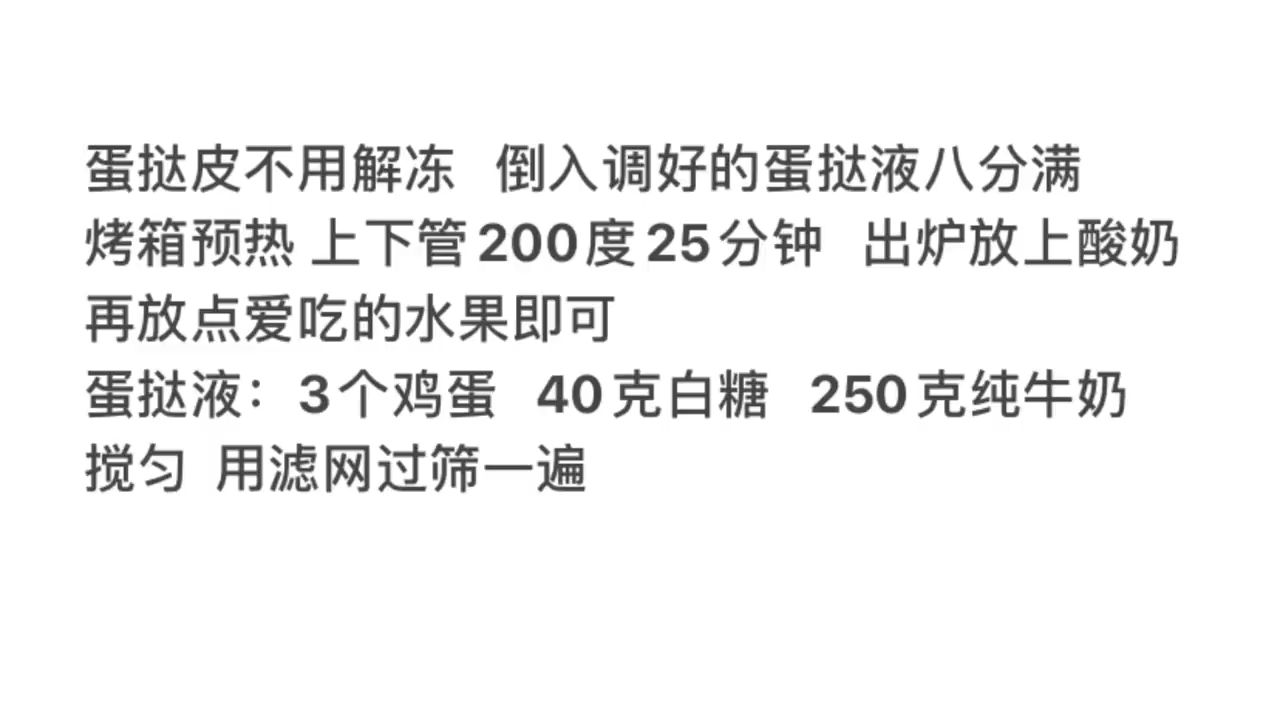 蛋挞皮不用解冻 倒入调好的蛋挞液八分满
烤箱预热 上下管200度25分钟 出炉放上酸奶
再放点爱吃的水果即可
蛋挞液：3个鸡蛋 40克白糖 250克纯牛奶
搅匀 用滤网过筛一遍